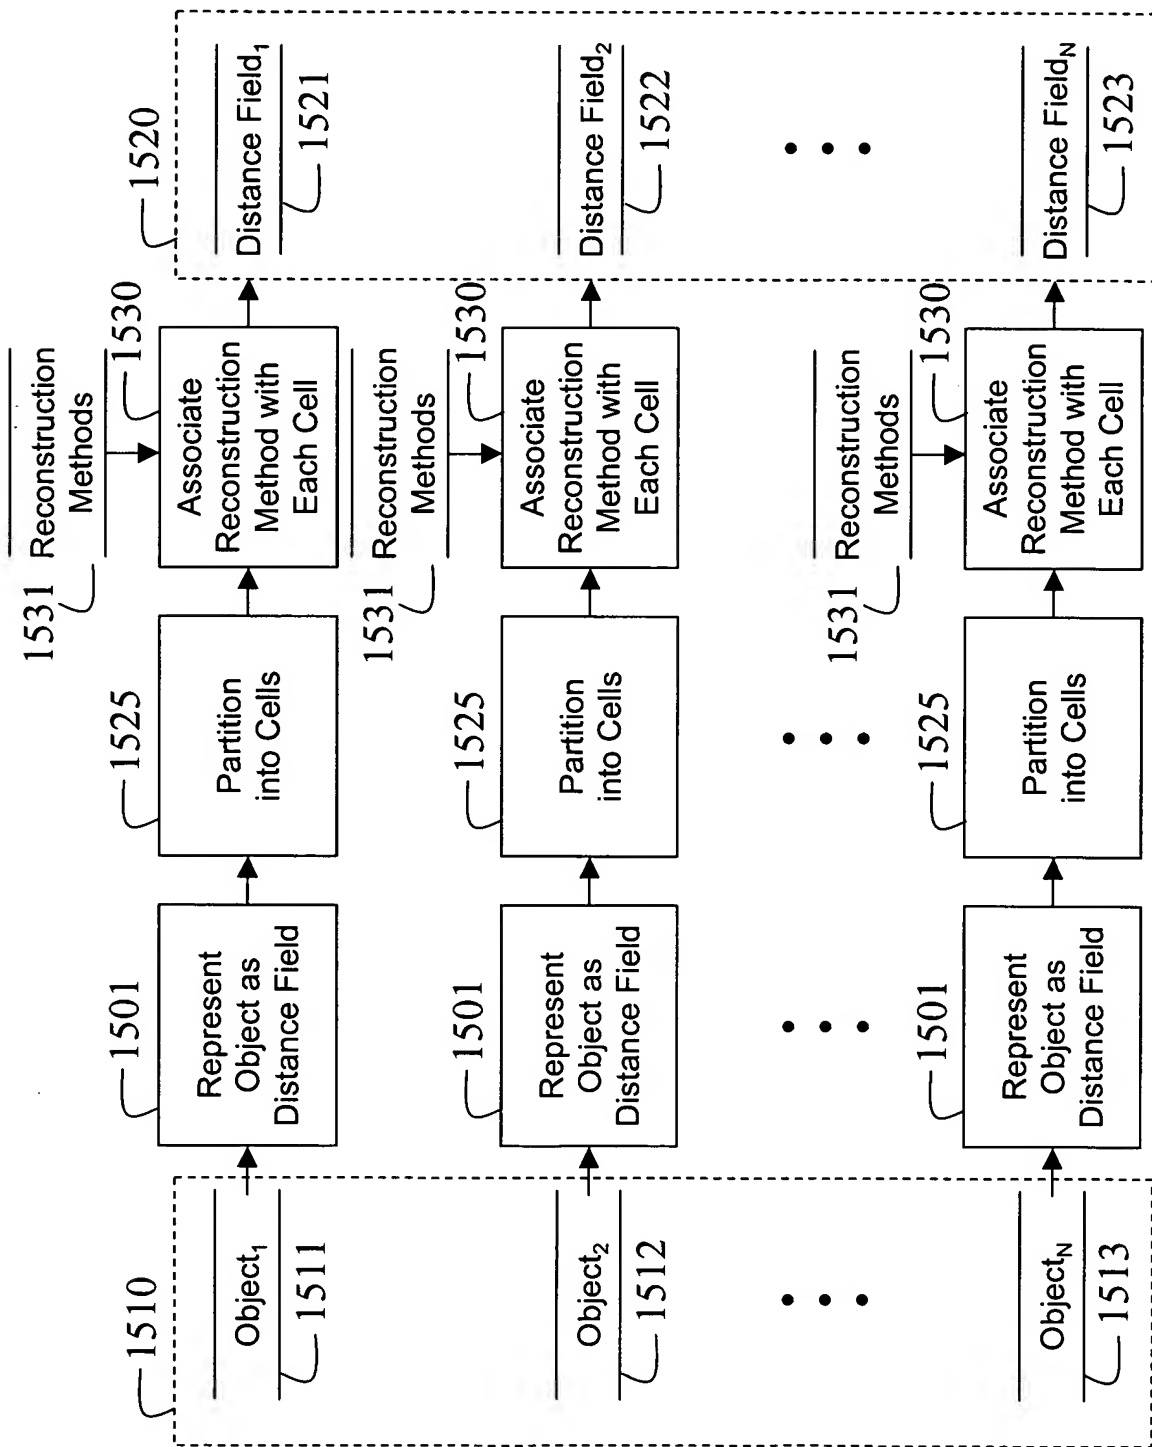 1510
Object₁
1511
1501
Represent
Object as
Distance Field
1525
Partition
into Cells
1531
Reconstruction
Methods
1530
Associate
Reconstruction
Method with
Each Cell
1520
Distance Field₁
1521
Object₂
1512
1501
Represent
Object as
Distance Field
1525
Partition
into Cells
1531
Reconstruction
Methods
1530
Associate
Reconstruction
Method with
Each Cell
Distance Field₂
1522
Object_N
1513
1501
Represent
Object as
Distance Field
1525
Partition
into Cells
1531
Reconstruction
Methods
1530
Associate
Reconstruction
Method with
Each Cell
Distance Field_N
1523